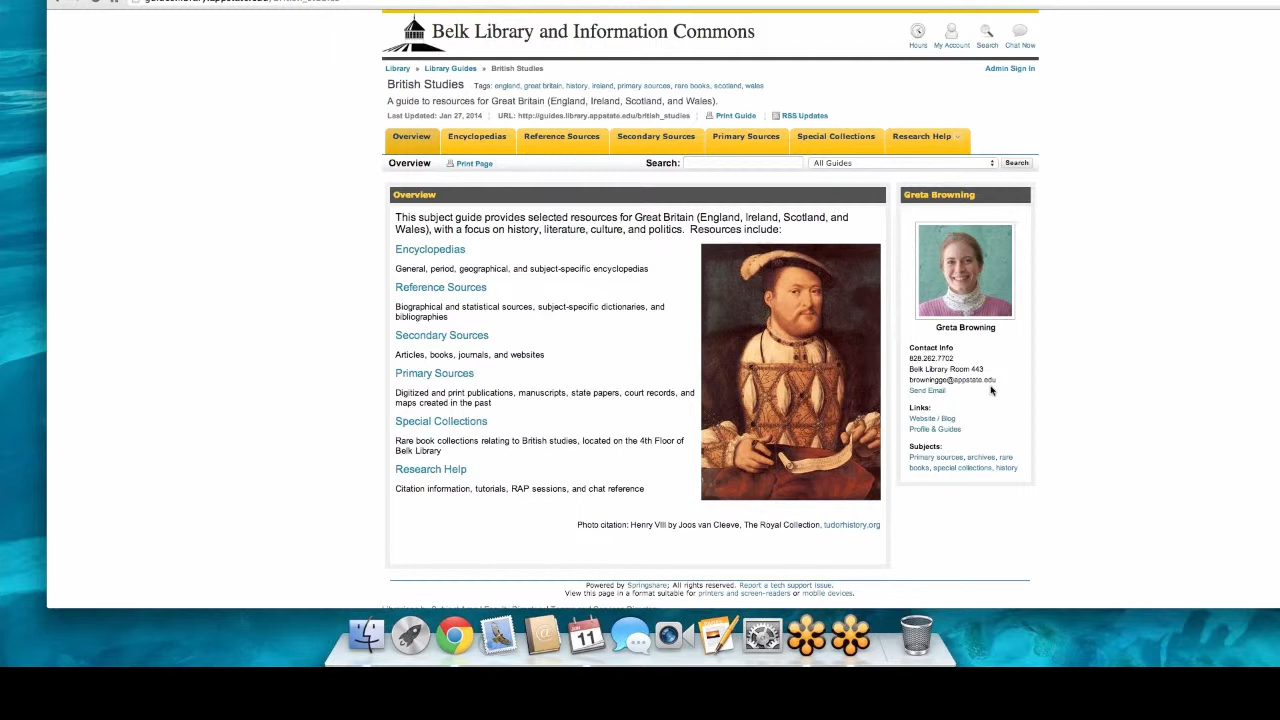 Belk Library and Information Commons
Hours
My Account
Search
Chat Now
Library » Library Guides » British Studies
Admin Sign In
British Studies Tags: england, great britain, history, ireland, primary sources, rare books, scotland, wales
A guide to resources for Great Britain (England, Ireland, Scotland, and Wales).
Last Updated: Jan 27, 2014 URL: http://guides.library.appstate.edu/british_studies Print Guide RSS Updates
Overview Encyclopedias Reference Sources Secondary Sources Primary Sources Special Collections Research Help
Overview Print Page Search: All Guides Search
Overview
This subject guide provides selected resources for Great Britain (England, Ireland, Scotland, and
Wales), with a focus on history, literature, culture, and politics. Resources include:
Encyclopedias
General, period, geographical, and subject-specific encyclopedias
Reference Sources
Biographical and statistical sources, subject-specific dictionaries, and
bibliographies
Secondary Sources
Articles, books, journals, and websites
Primary Sources
Digitized and print publications, manuscripts, state papers, court records, and
maps created in the past
Special Collections
Rare book collections relating to British studies, located on the 4th Floor of
Belk Library
Research Help
Citation information, tutorials, RAP sessions, and chat reference
Photo citation: Henry VIII by Joos van Cleeve, The Royal Collection, tudorhistory.org
Greta Browning
Greta Browning
Contact Info
828.262.7702
Belk Library Room 443
browningge@appstate.edu
Send Email
Links:
Website / Blog
Profile & Guides
Subjects:
Primary sources, archives, rare
books, special collections, history
Powered by Springshare; All rights reserved. Report a tech support issue.
View this page in a format suitable for printers and screen-readers or mobile devices.
11